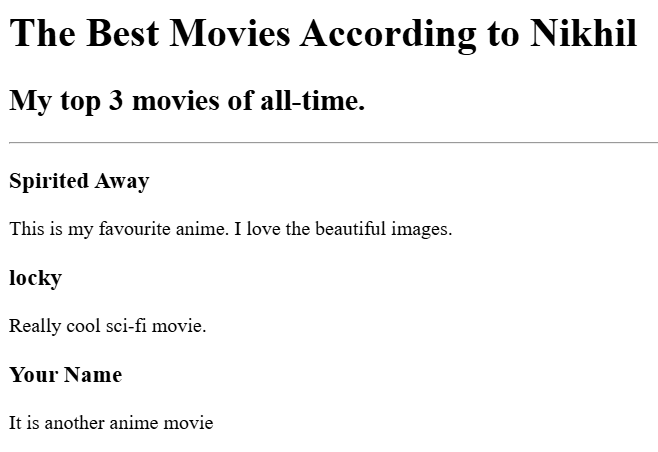 The Best Movies According to Nikhil
My top 3 movies of all-time.
Spirited Away
This is my favourite anime. I love the beautiful images.
locky
Really cool sci-fi movie.
Your Name
It is another anime movie